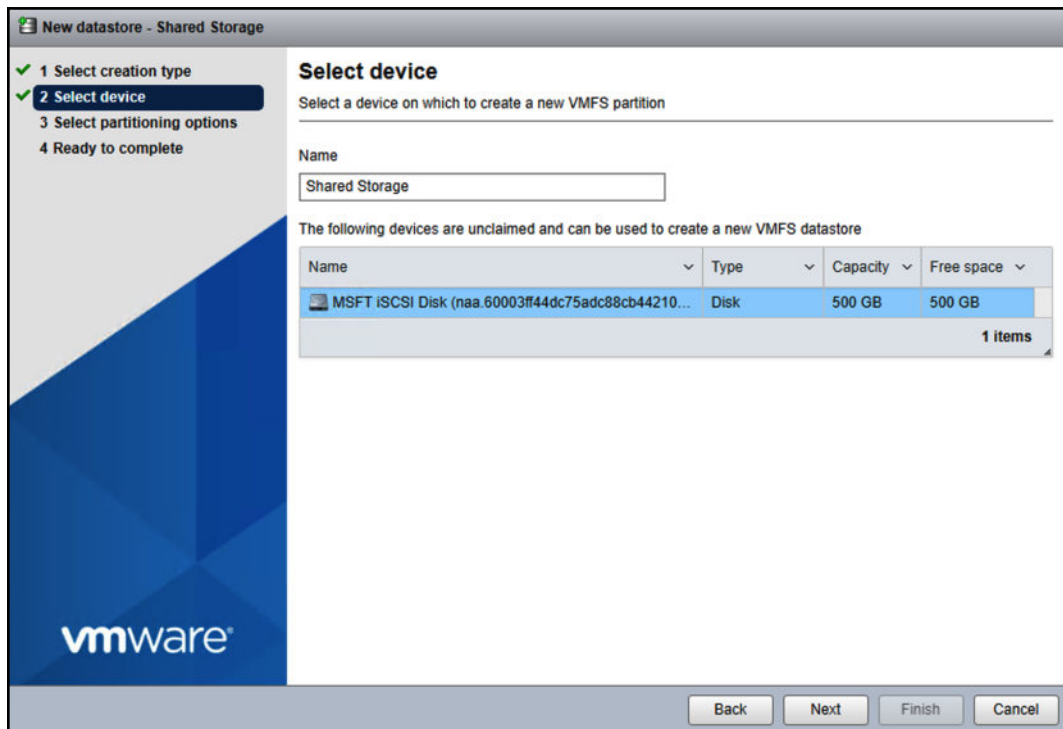 New datastore - Shared Storage
1 Select creation type
2 Select device
3 Select partitioning options
4 Ready to complete
Select device
Select a device on which to create a new VMFS partition
Name
Shared Storage
The following devices are unclaimed and can be used to create a new VMFS datastore
Name Type Capacity Free space
MSFT iSCSI Disk (naa.60003ff44dc75adc88cb44210... Disk 500 GB 500 GB
1 items
vmware®
Back Next Finish Cancel